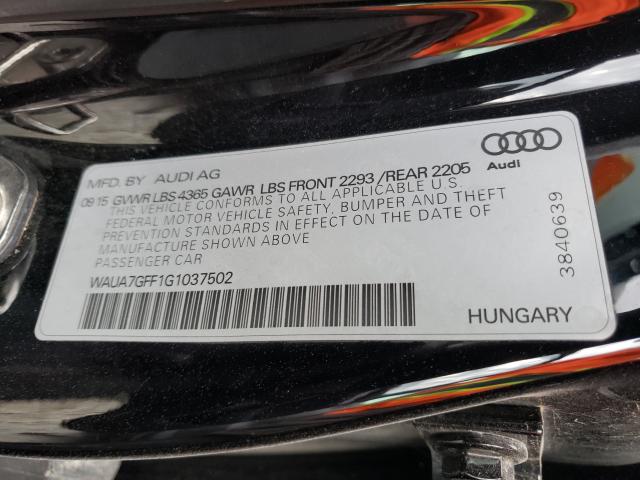 MFD. BY AUDI AG
09 15 GVWR LBS 4365 GAWR LBS FRONT 2293 / REAR 2205
THIS VEHICLE CONFORMS TO ALL APPLICABLE U.S.
FEDERAL MOTOR VEHICLE SAFETY, BUMPER AND THEFT
PREVENTION STANDARDS IN EFFECT ON THE DATE OF
MANUFACTURE SHOWN ABOVE
PASSENGER CAR
WAUA7GFF1G1037502
Audi
3840639
HUNGARY